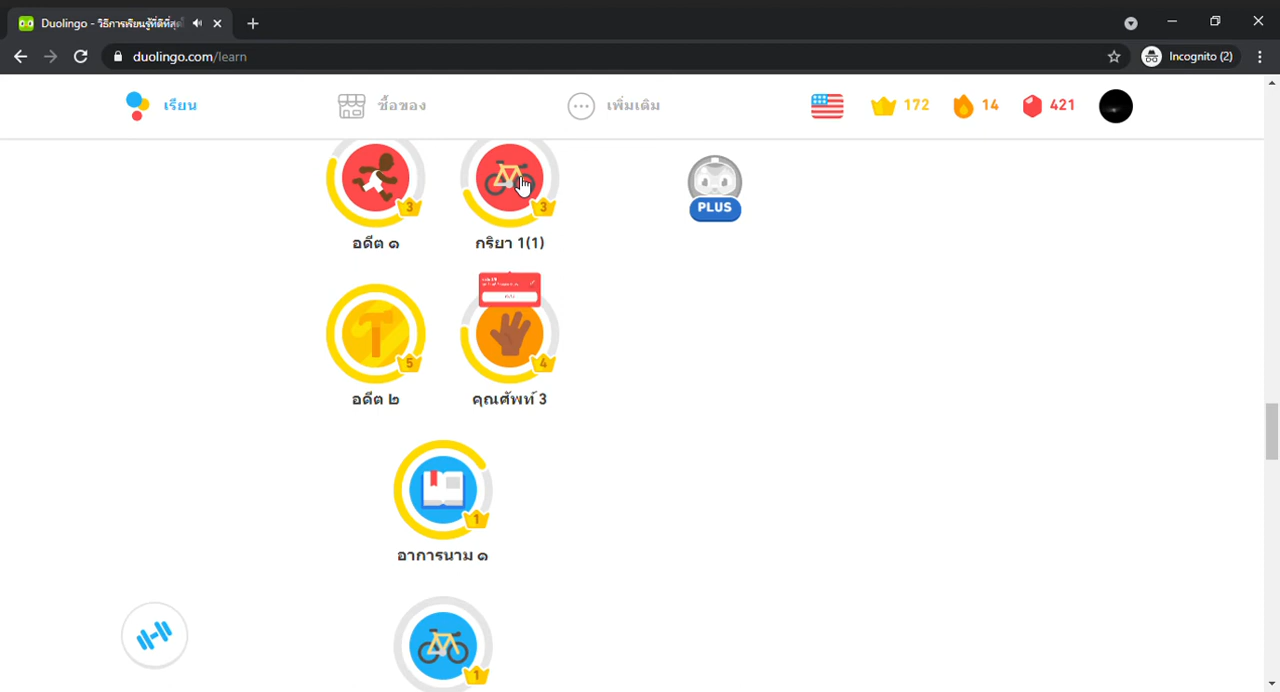 Duolingo - วิธีการเรียนรู้ที่ดีที่สุด
duolingo.com/learn
Incognito (2)
เรียน
ซื้อของ
เพิ่มเติม
172
14
421
3
3
อดีต ๑
กริยา 1(1)
PLUS
5
4
อดีต ๒
คุณศัพท์ 3
1
อาการนาม ๑
1